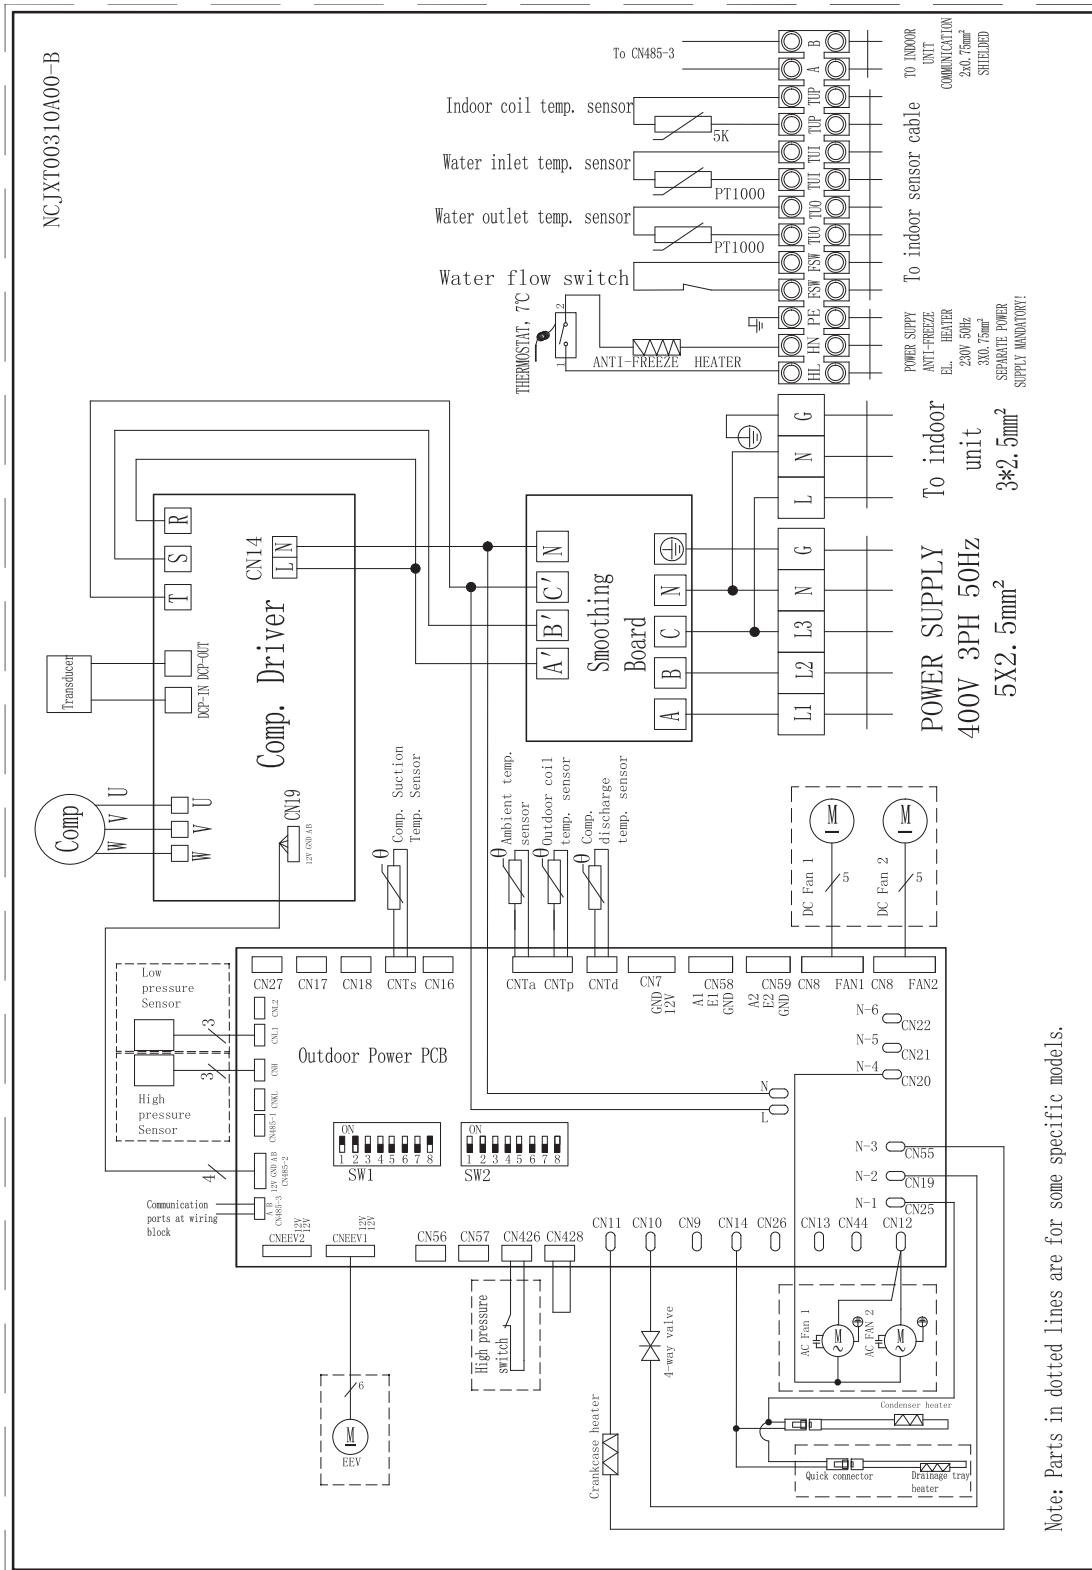 NCJXT00310A00-B
To CN485-3
Indoor coil temp. sensor
5K
Water inlet temp. sensor
PT1000
Water outlet temp. sensor
PT1000
Water flow switch
THERMOSTAT, 7℃
1
2
ANTI-FREEZE HEATER
B
A
TUP
TUP
TUI
TUI
TUO
TUO
FSW
FSW
PE
HN
HL
TO INDOOR
UNIT
COMMUNICATION
2x0.75mm²
SHIELDED
To indoor sensor cable
POWER SUPPY
ANTI-FREEZE
EL. HEATER
230V 50Hz
3X0.75mm²
SEPARATE POWER
SUPPLY MANDATORY!
Transducer
DCP-IN DCP-OUT
T
S
R
CN14
L N
Comp. Driver
Comp
W
V
U
W
V
U
CN19
12V GND A B
A'
B'
C'
N
Smoothing
Board
A
B
C
N
L1
L2
L3
N
G
L
N
G
To indoor
unit
3*2.5mm²
POWER SUPPLY
400V 3PH 50Hz
5X2.5mm²
θ
Comp. Suction
Temp. Sensor
θ
Ambient temp.
sensor
θ
Outdoor coil
temp. sensor
θ
Comp.
discharge
temp. sensor
DC Fan 1
M
5
DC Fan 2
M
5
Low
pressure
Sensor
3
High
pressure
Sensor
3
4
Communication
ports at wiring
block
CN27
CN17
CN18
CNTs
CN16
CNTa
CNTp
CNTd
CN7
GND
12V
CN58
A1
E1
GND
CN59
A2
E2
GND
CN8
FAN1
CN8
FAN2
CNL2
CNL1
CNH
CNKL
CN485-1
12V GND A B
CN485-2
A B
CN485-3
Outdoor Power PCB
N
L
N-6
CN22
N-5
CN21
N-4
CN20
N-3
CN55
N-2
CN19
N-1
CN25
ON
1 2 3 4 5 6 7 8
SW1
ON
1 2 3 4 5 6 7 8
SW2
CNEEV2
12V
12V
CNEEV1
12V
12V
CN56
CN57
CN426
CN428
CN11
CN10
CN9
CN14
CN26
CN13
CN44
CN12
6
M
EEV
High pressure
switch
Crankcase heater
4-way valve
AC Fan 1
M
~
AC FAN 2
M
~
Condenser heater
Quick connector
Drainage tray
heater
Note: Parts in dotted lines are for some specific models.